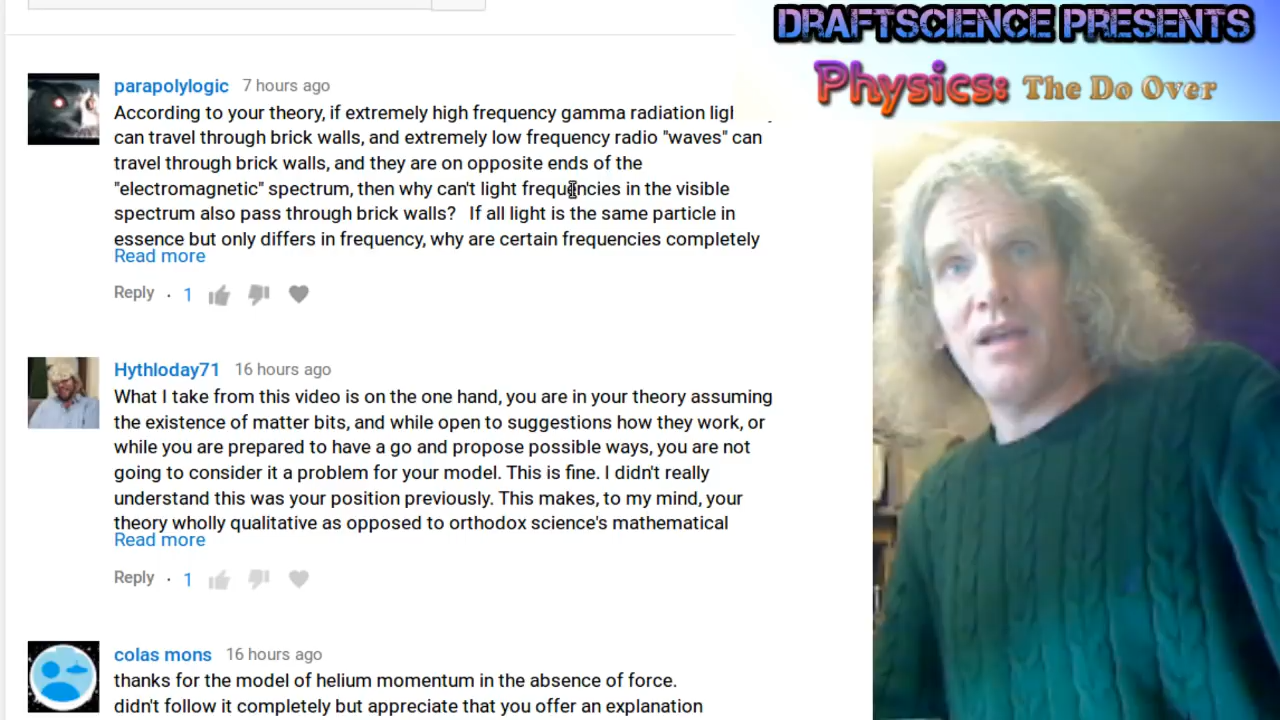 DRAFTSCIENCE PRESENTS
Physics: The Do Over
parapolylogic 7 hours ago
According to your theory, if extremely high frequency gamma radiation
can travel through brick walls, and extremely low frequency radio "waves" can
travel through brick walls, and they are on opposite ends of the
"electromagnetic" spectrum, then why can't light frequencies in the visible
spectrum also pass through brick walls? If all light is the same particle in
essence but only differs in frequency, why are certain frequencies completely
Read more
Reply · 1
Hythloday71 16 hours ago
What I take from this video is on the one hand, you are in your theory assuming
the existence of matter bits, and while open to suggestions how they work, or
while you are prepared to have a go and propose possible ways, you are not
going to consider it a problem for your model. This is fine. I didn't really
understand this was your position previously. This makes, to my mind, your
theory wholly qualitative as opposed to orthodox science's mathematical
Read more
Reply · 1
colas mons 16 hours ago
thanks for the model of helium momentum in the absence of force.
didn't follow it completely but appreciate that you offer an explanation